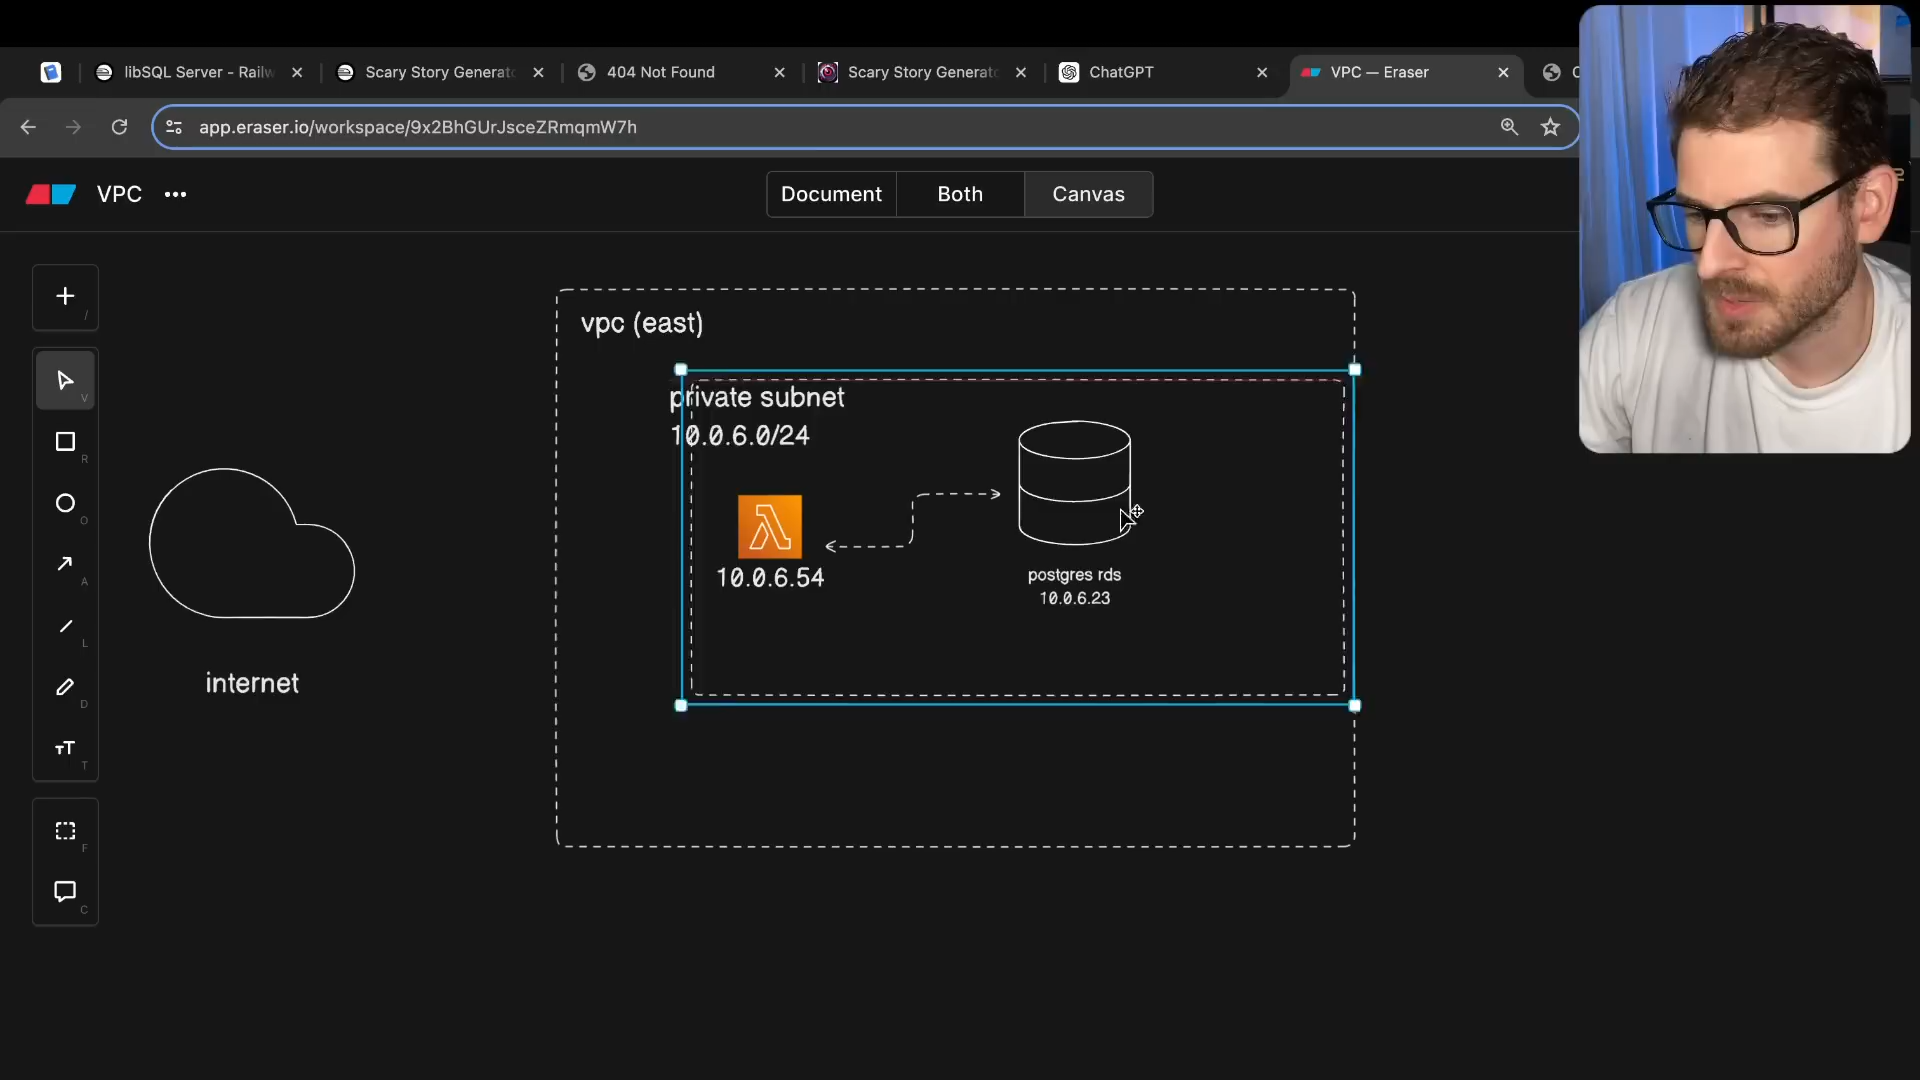 libSQL Server - Railw
Scary Story Generato
404 Not Found
Scary Story Generato
ChatGPT
VPC — Eraser
app.eraser.io/workspace/9x2BhGUrJsceZRmqmW7h
VPC
Document
Both
Canvas
/
V
R
O
A
L
D
T
F
C
vpc (east)
private subnet
10.0.6.0/24
10.0.6.54
postgres rds
10.0.6.23
internet